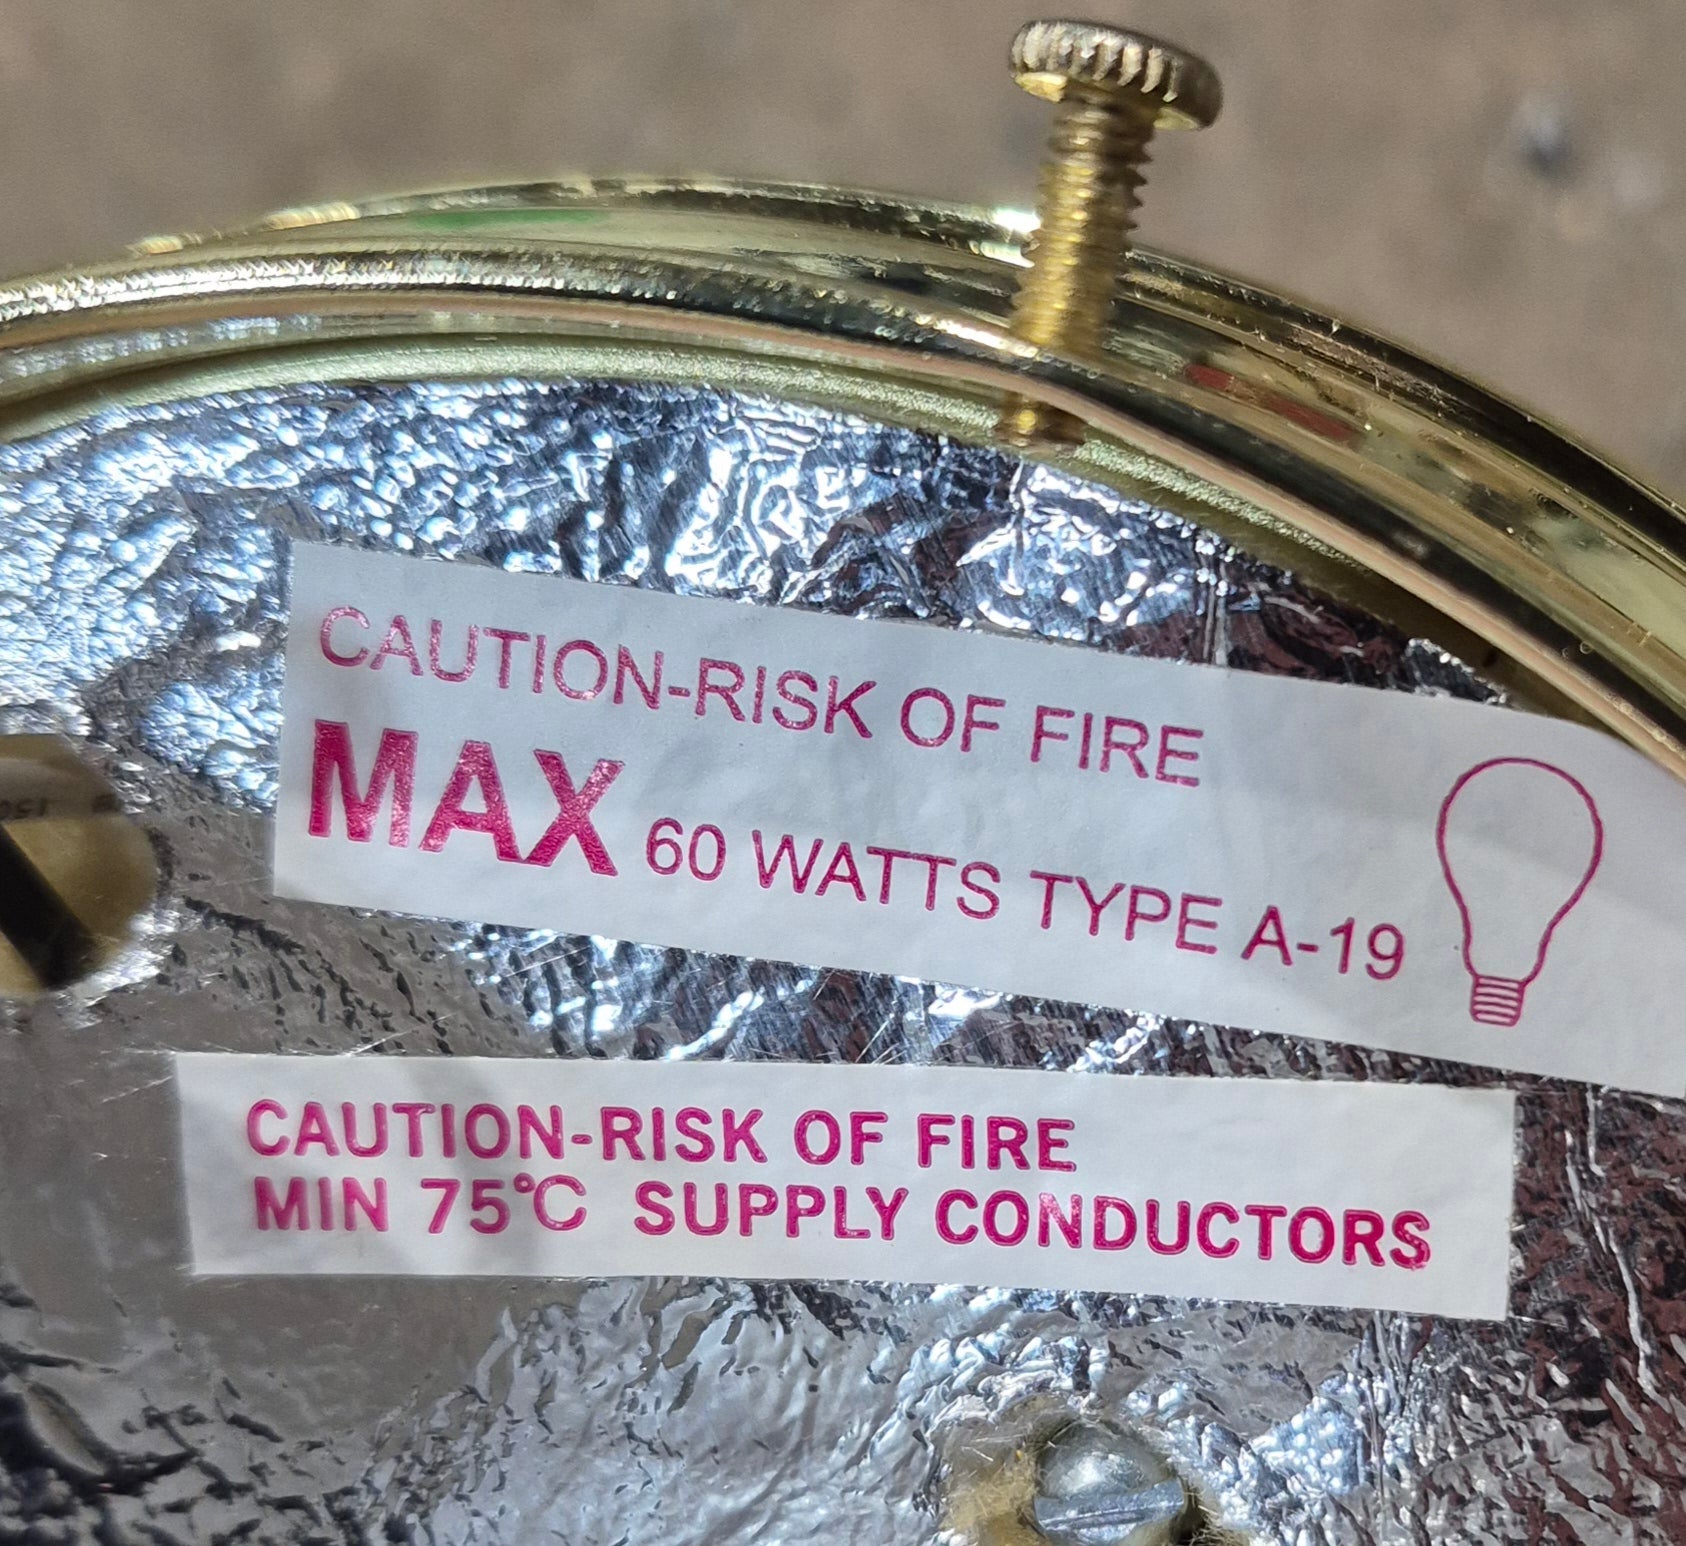 CAUTION-RISK OF FIRE
MAX 60 WATTS TYPE A-19
CAUTION-RISK OF FIRE
MIN 75°C SUPPLY CONDUCTORS